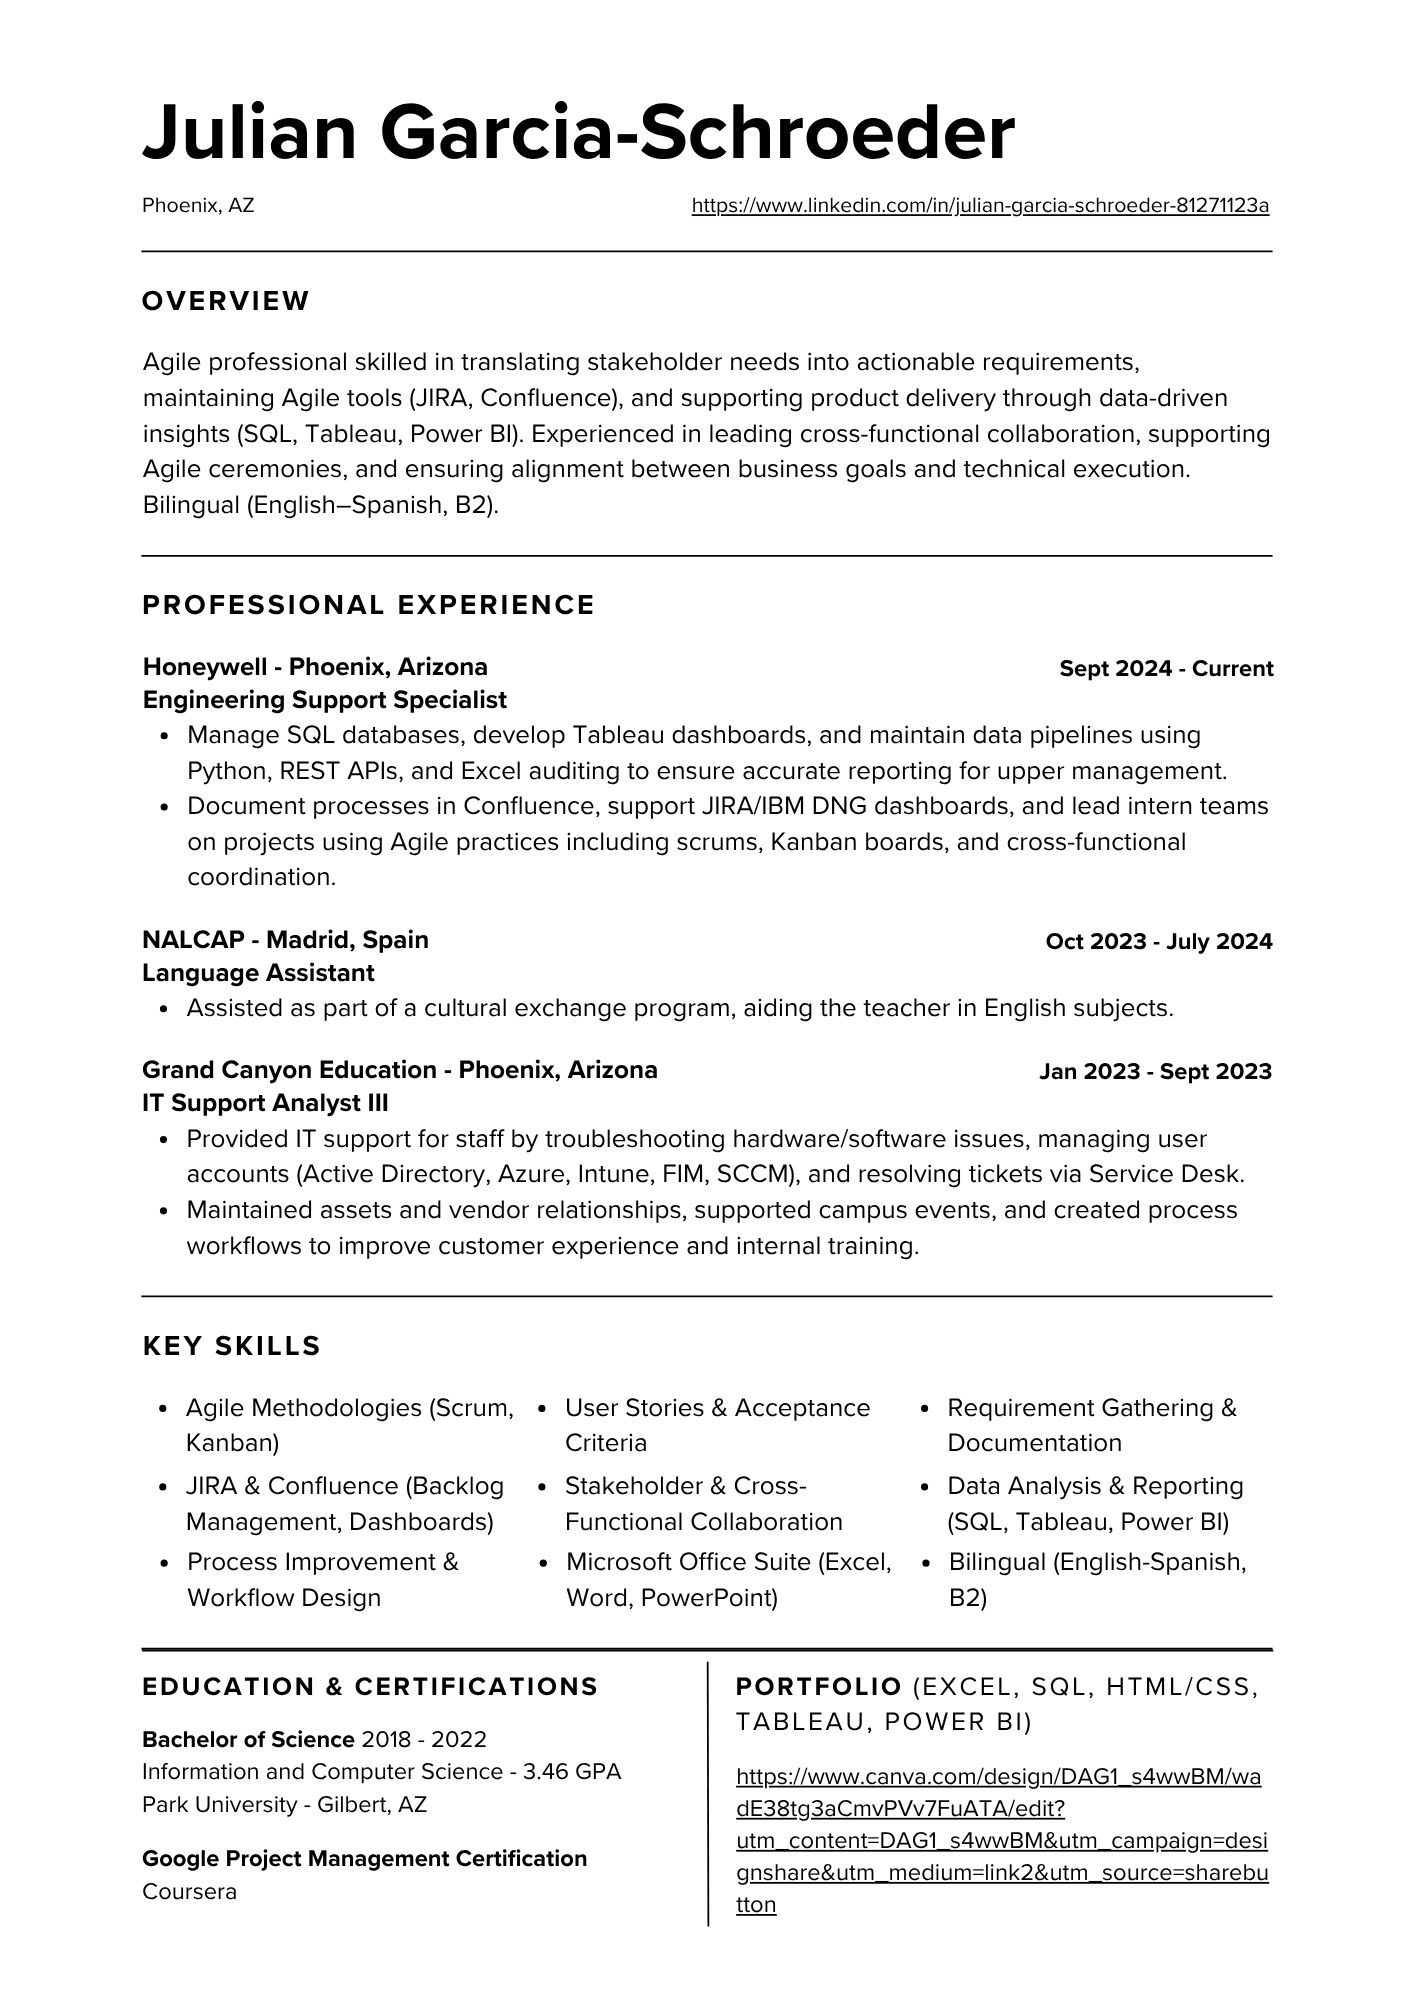 Julian Garcia-Schroeder
Phoenix, AZ https://www.linkedin.com/in/julian-garcia-schroeder-81271123a
OVERVIEW
Agile professional skilled in translating stakeholder needs into actionable requirements,
maintaining Agile tools (JIRA, Confluence), and supporting product delivery through data-driven
insights (SQL, Tableau, Power BI). Experienced in leading cross-functional collaboration, supporting
Agile ceremonies, and ensuring alignment between business goals and technical execution.
Bilingual (English–Spanish, B2).
PROFESSIONAL EXPERIENCE
Honeywell - Phoenix, Arizona Sept 2024 - Current
Engineering Support Specialist
• Manage SQL databases, develop Tableau dashboards, and maintain data pipelines using
Python, REST APIs, and Excel auditing to ensure accurate reporting for upper management.
• Document processes in Confluence, support JIRA/IBM DNG dashboards, and lead intern teams
on projects using Agile practices including scrums, Kanban boards, and cross-functional
coordination.
NALCAP - Madrid, Spain Oct 2023 - July 2024
Language Assistant
• Assisted as part of a cultural exchange program, aiding the teacher in English subjects.
Grand Canyon Education - Phoenix, Arizona Jan 2023 - Sept 2023
IT Support Analyst III
• Provided IT support for staff by troubleshooting hardware/software issues, managing user
accounts (Active Directory, Azure, Intune, FIM, SCCM), and resolving tickets via Service Desk.
• Maintained assets and vendor relationships, supported campus events, and created process
workflows to improve customer experience and internal training.
KEY SKILLS
• Agile Methodologies (Scrum,
Kanban)
• User Stories & Acceptance
Criteria
• Requirement Gathering &
Documentation
• JIRA & Confluence (Backlog
Management, Dashboards)
• Stakeholder & Cross-
Functional Collaboration
• Data Analysis & Reporting
(SQL, Tableau, Power BI)
• Process Improvement &
Workflow Design
• Microsoft Office Suite (Excel,
Word, PowerPoint)
• Bilingual (English-Spanish,
B2)
EDUCATION & CERTIFICATIONS
Bachelor of Science 2018 - 2022
Information and Computer Science - 3.46 GPA
Park University - Gilbert, AZ
Google Project Management Certification
Coursera
PORTFOLIO (EXCEL, SQL, HTML/CSS,
TABLEAU, POWER BI)
https://www.canva.com/design/DAG1_s4wwBM/wa
dE38tg3aCmvPVv7FuATA/edit?
utm_content=DAG1_s4wwBM&utm_campaign=desi
gnshare&utm_medium=link2&utm_source=sharebu
tton